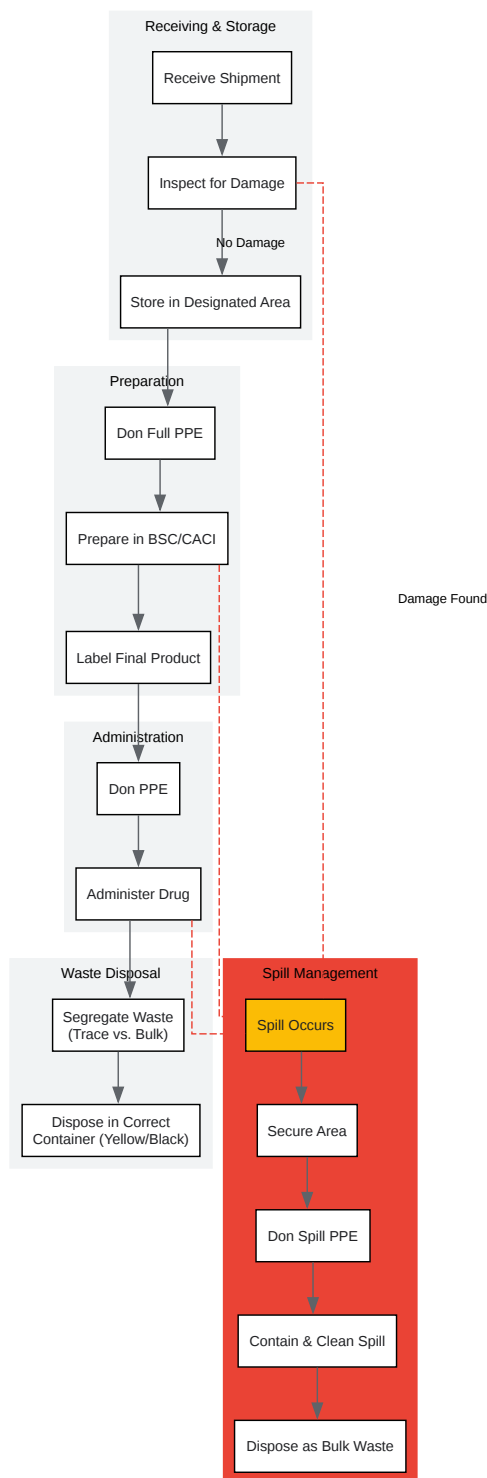 Receiving & Storage
Receive Shipment
Inspect for Damage
No Damage
Store in Designated Area
Preparation
Don Full PPE
Prepare in BSC/CACI
Damage Found
Label Final Product
Administration
Don PPE
Administer Drug
Waste Disposal
Segregate Waste
(Trace vs. Bulk)
Dispose in Correct
Container (Yellow/Black)
Spill Management
Spill Occurs
Secure Area
Don Spill PPE
Contain & Clean Spill
Dispose as Bulk Waste